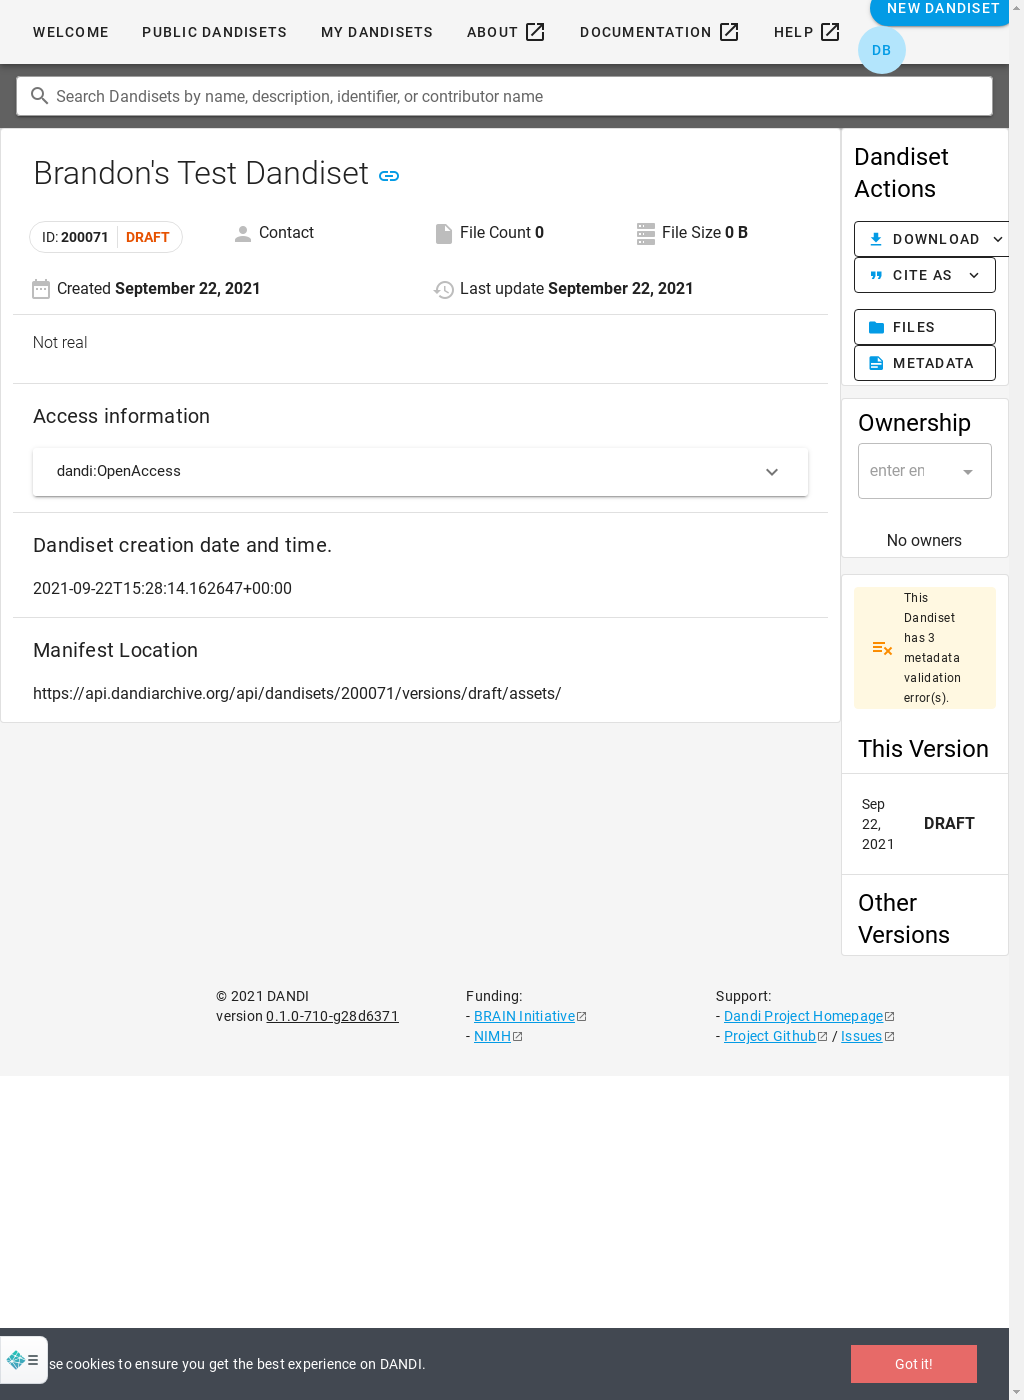 WELCOME
PUBLIC DANDISETS
MY DANDISETS
ABOUT
DOCUMENTATION
HELP
NEW DANDISET
DB
Search Dandisets by name, description, identifier, or contributor name
Brandon's Test Dandiset
ID: 200071 DRAFT
Contact
File Count 0
File Size 0 B
Created September 22, 2021
Last update September 22, 2021
Not real
Access information
dandi:OpenAccess
Dandiset creation date and time.
2021-09-22T15:28:14.162647+00:00
Manifest Location
https://api.dandiarchive.org/api/dandisets/200071/versions/draft/assets/
Dandiset
Actions
DOWNLOAD
CITE AS
FILES
METADATA
Ownership
enter en
No owners
This
Dandiset
has 3
metadata
validation
error(s).
This Version
Sep
22,
2021
DRAFT
Other
Versions
© 2021 DANDI
version 0.1.0-710-g28d6371
Funding:
- BRAIN Initiative
- NIMH
Support:
- Dandi Project Homepage
- Project Github / Issues
se cookies to ensure you get the best experience on DANDI.
Got it!